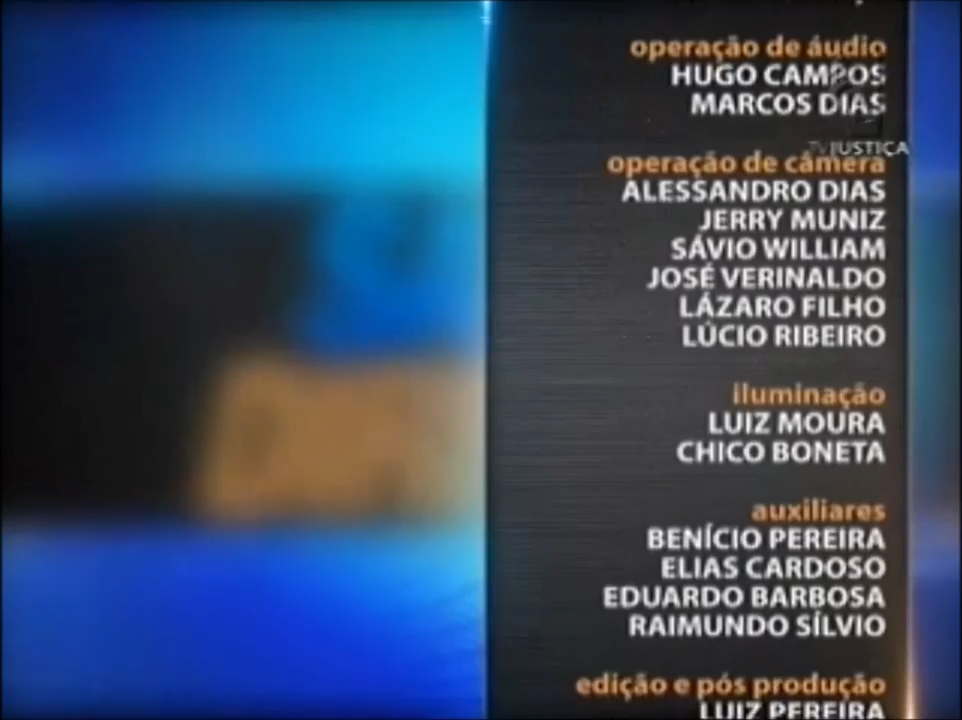 operação de áudio
HUGO CAMPOS
MARCOS DIAS
TV JUSTIÇA
operação de câmera
ALESSANDRO DIAS
JERRY MUNIZ
SÁVIO WILLIAM
JOSÉ VERINALDO
LÁZARO FILHO
LÚCIO RIBEIRO
iluminação
LUIZ MOURA
CHICO BONETA
auxiliares
BENÍCIO PEREIRA
ELIAS CARDOSO
EDUARDO BARBOSA
RAIMUNDO SÍLVIO
edição e pós produção
LUIZ PEREIRA